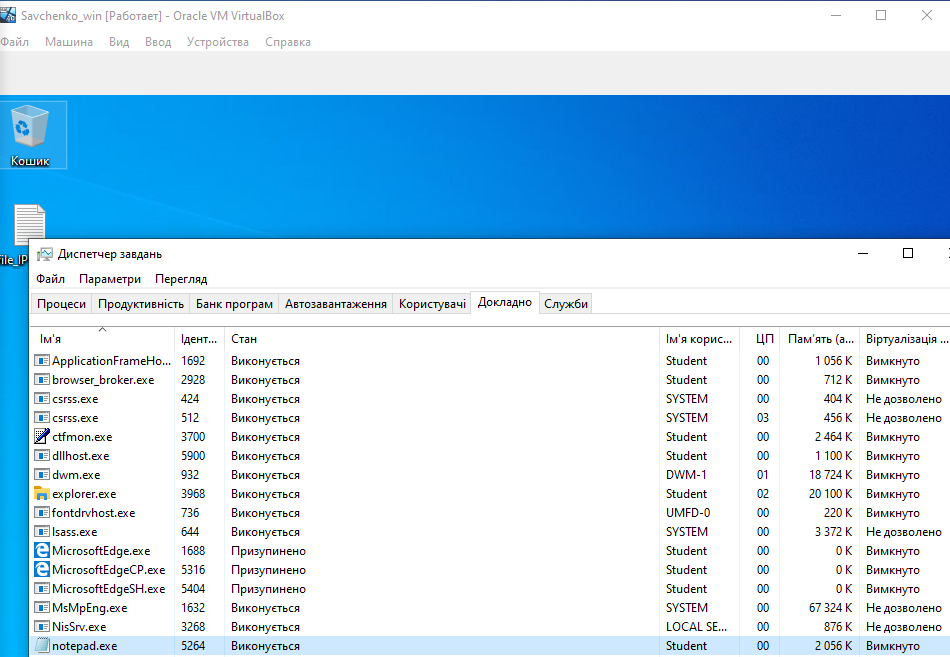 Savchenko_win [Работает] - Oracle VM VirtualBox
Файл Машина Вид Ввод Устройства Справка
Кошик
file_IP
Диспетчер завдань
Файл Параметри Перегляд
Процеси Продуктивність Банк програм Автозавантаження Користувачі Докладно Служби
Ім'я Ідент... Стан Ім'я корис... ЦП Пам'ять (а... Віртуалізація ...
ApplicationFrameHo... 1692 Виконується Student 00 1 056 K Вимкнуто
browser_broker.exe 2928 Виконується Student 00 712 K Вимкнуто
csrss.exe 424 Виконується SYSTEM 00 404 K Не дозволено
csrss.exe 512 Виконується SYSTEM 03 456 K Не дозволено
ctfmon.exe 3700 Виконується Student 00 2 464 K Вимкнуто
dllhost.exe 5900 Виконується Student 00 1 100 K Вимкнуто
dwm.exe 932 Виконується DWM-1 01 18 724 K Вимкнуто
explorer.exe 3968 Виконується Student 02 20 100 K Вимкнуто
fontdrvhost.exe 736 Виконується UMFD-0 00 220 K Вимкнуто
lsass.exe 644 Виконується SYSTEM 00 3 372 K Не дозволено
MicrosoftEdge.exe 1688 Призупинено Student 00 0 K Вимкнуто
MicrosoftEdgeCP.exe 5316 Призупинено Student 00 0 K Вимкнуто
MicrosoftEdgeSH.exe 5404 Призупинено Student 00 0 K Вимкнуто
MsMpEng.exe 1632 Виконується SYSTEM 00 67 324 K Не дозволено
NisSrv.exe 3268 Виконується LOCAL SE... 00 876 K Не дозволено
notepad.exe 5264 Виконується Student 00 2 056 K Вимкнуто